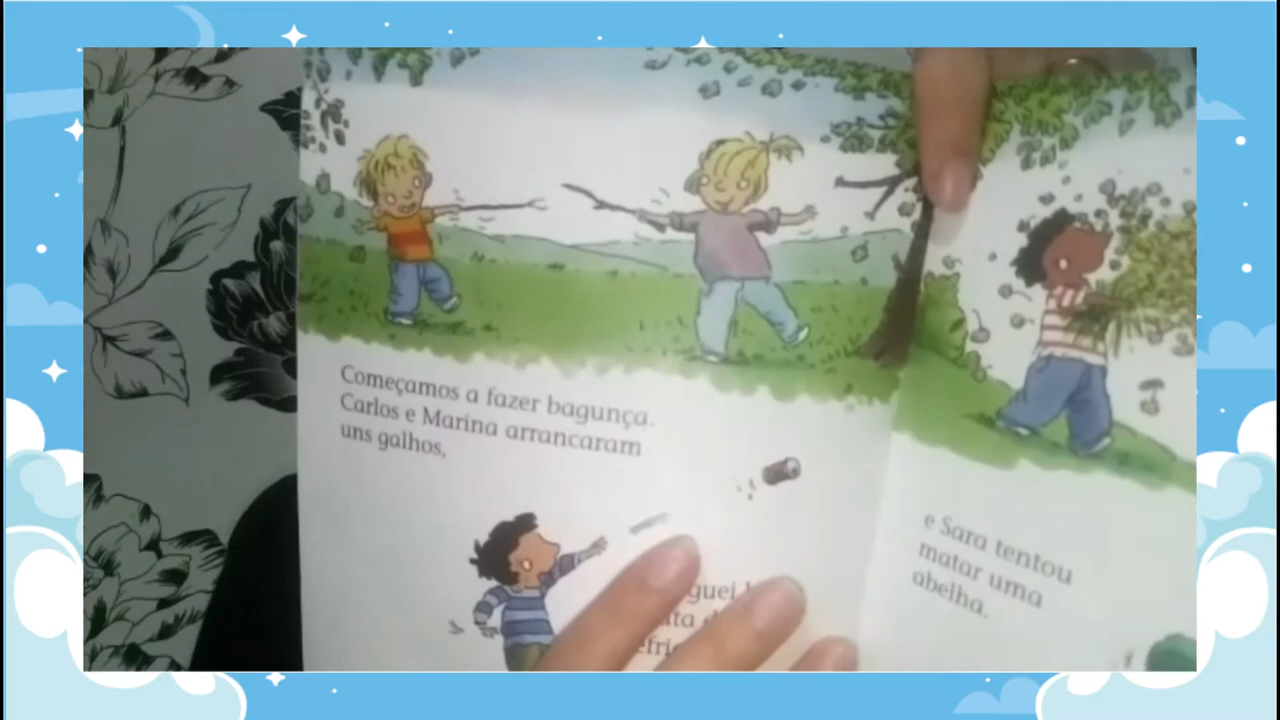 Começamos a fazer bagunça.
Carlos e Marina arrancaram
uns galhos,
e Sara tentou
matar uma
abelha.